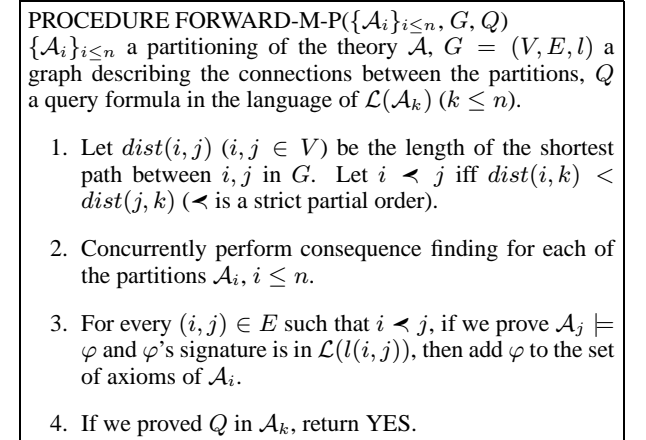 PROCEDURE FORWARD-M-P({𝒜ᵢ}ᵢ≤ₙ, G, Q)
{𝒜ᵢ}ᵢ≤ₙ a partitioning of the theory 𝒜, G = (V, E, l) a
graph describing the connections between the partitions, Q
a query formula in the language of ℒ(𝒜ₖ) (k ≤ n).
1. Let dist(i, j) (i, j ∈ V) be the length of the shortest
path between i, j in G. Let i ≺ j iff dist(i, k) <
dist(j, k) (≺ is a strict partial order).
2. Concurrently perform consequence finding for each of
the partitions 𝒜ᵢ, i ≤ n.
3. For every (i, j) ∈ E such that i ≺ j, if we prove 𝒜ⱼ ⊨
φ and φ's signature is in ℒ(l(i, j)), then add φ to the set
of axioms of 𝒜ᵢ.
4. If we proved Q in 𝒜ₖ, return YES.